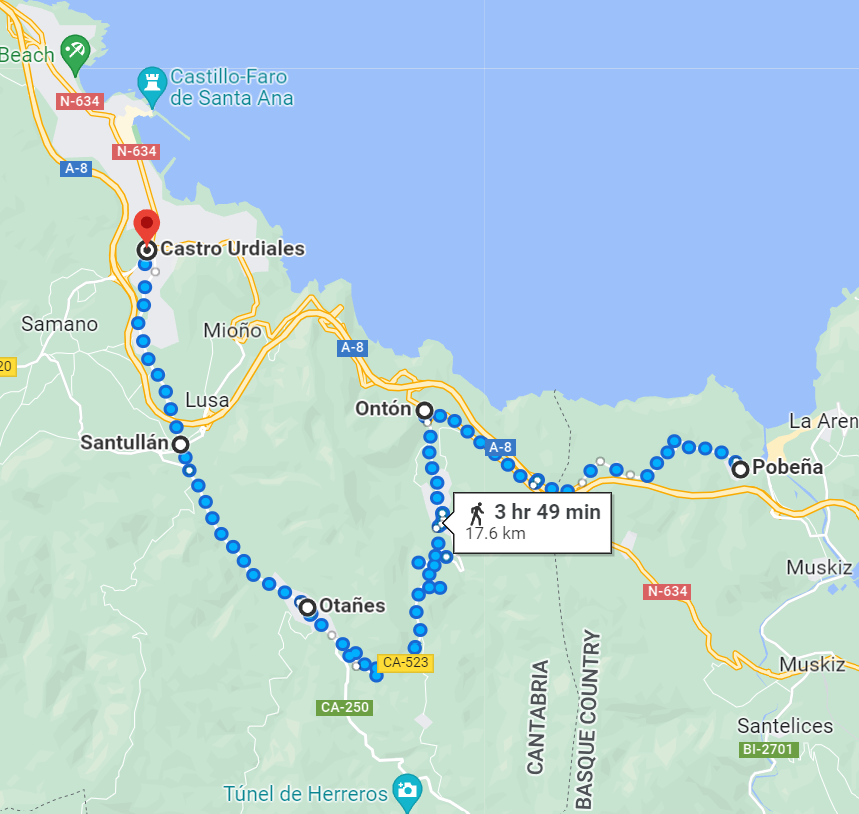 Beach
Castillo-Faro
de Santa Ana
N-634
N-634
A-8
Castro Urdiales
Samano
Mioño
A-8
20
Lusa
Ontón
La Aren
Santullán
A-8
Pobeña
3 hr 49 min
17.6 km
Muskiz
N-634
Otañes
CA-523
Muskiz
CANTABRIA
BASQUE COUNTRY
CA-250
Santelices
BI-2701
Túnel de Herreros